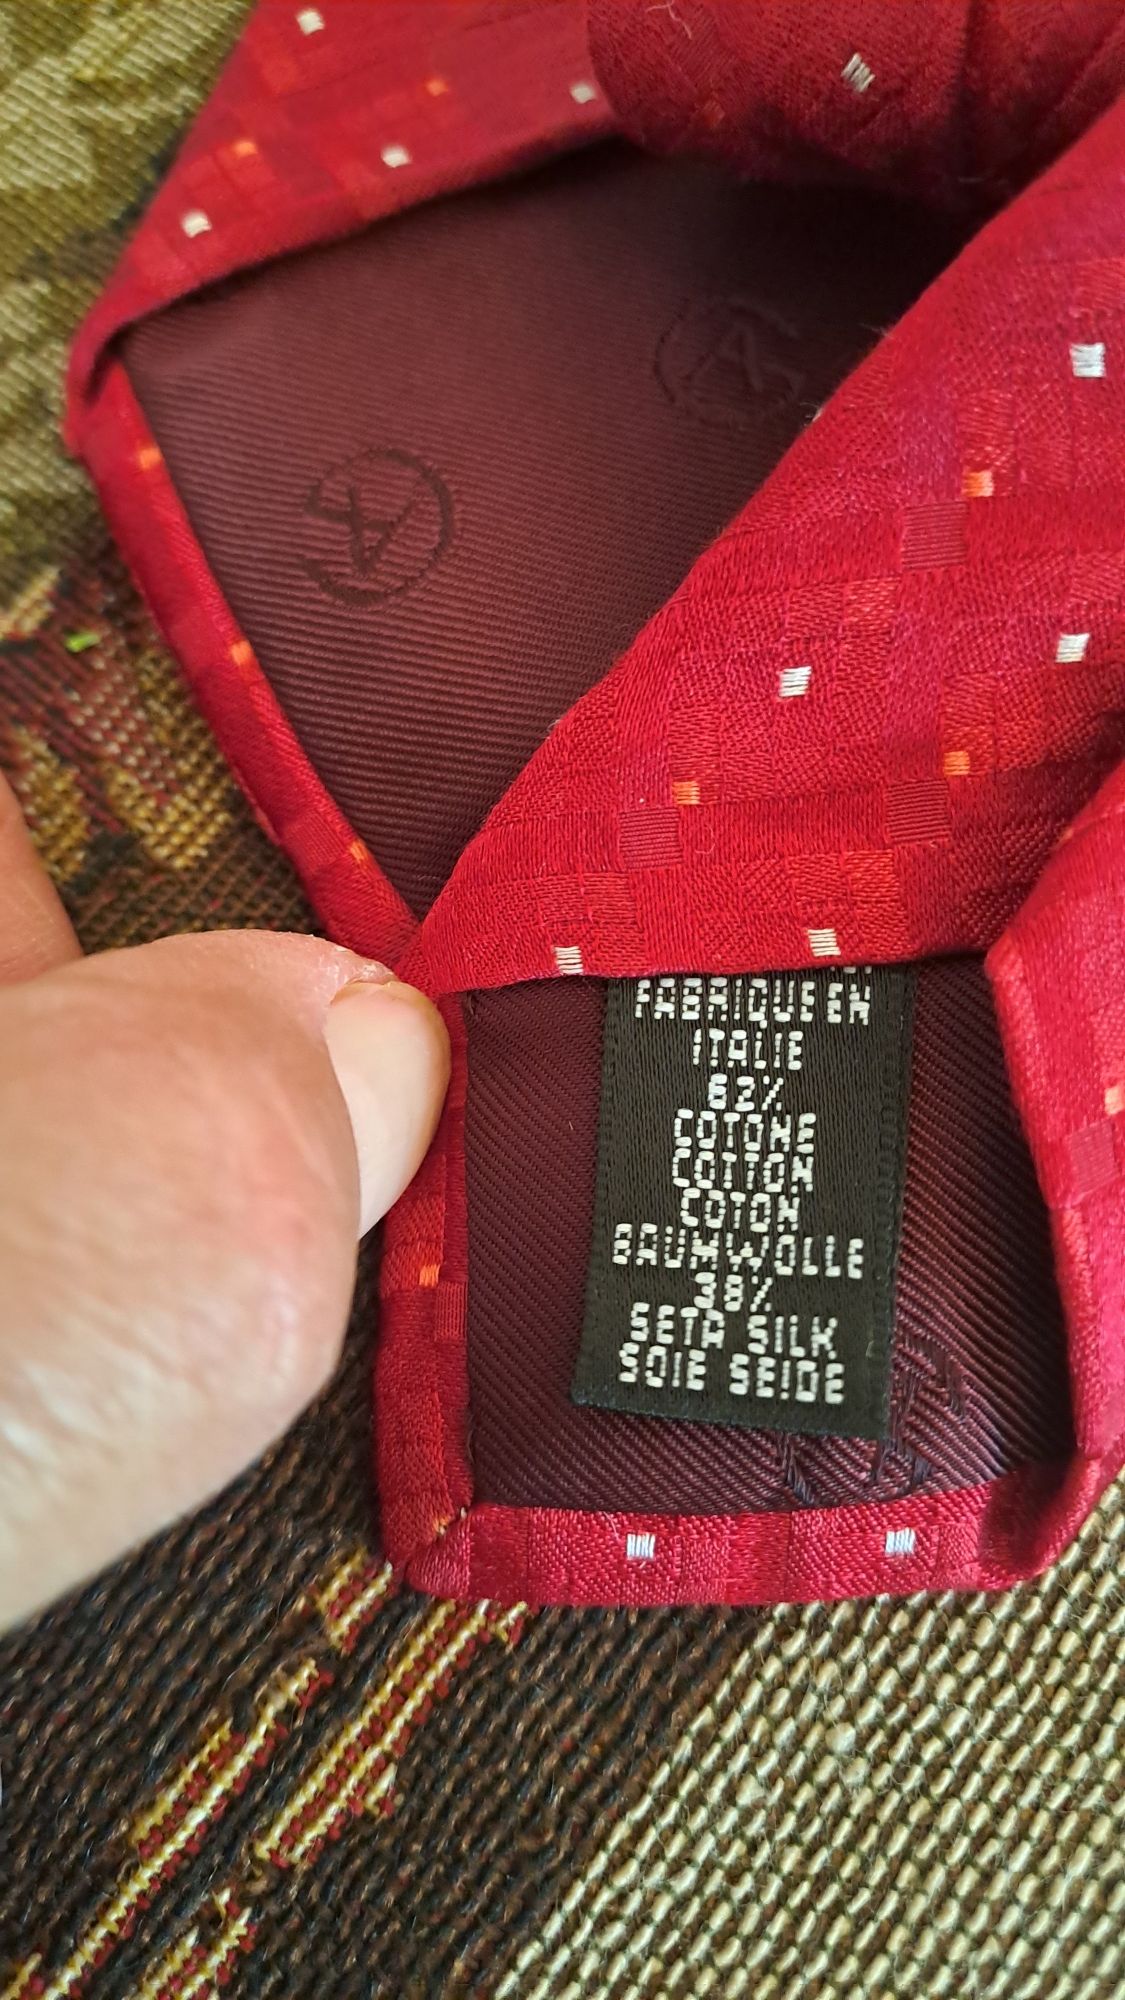 FABRIQUE EN
ITALIE
62%
COTONE
COTTON
COTON
BAUMWOLLE
38%
SETA SILK
SOIE SEIDE